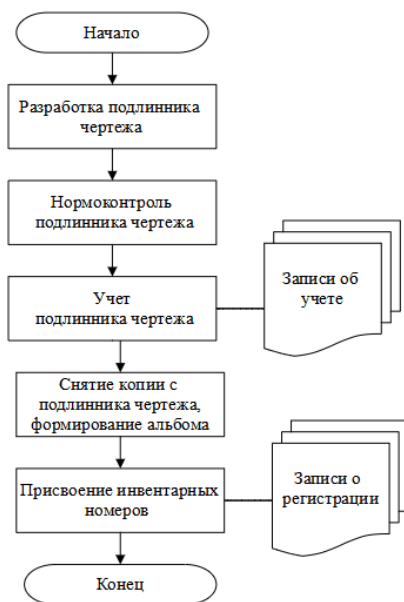 Начало
Разработка подлинника
чертежа
Нормоконтроль
подлинника чертежа
Учет
подлинника чертежа
Записи об
учете
Снятие копии с
подлинника чертежа,
формирование альбома
Присвоение инвентарных
номеров
Записи о
регистрации
Конец